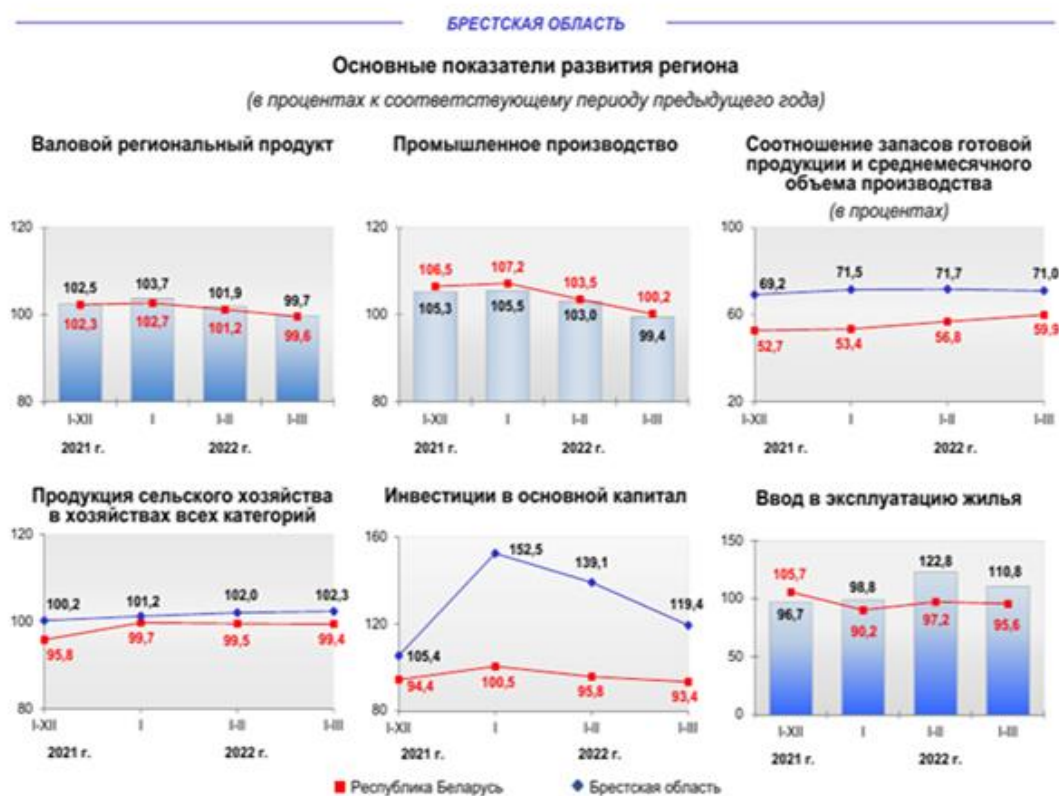 БРЕСТСКАЯ ОБЛАСТЬ
Основные показатели развития региона
(в процентах к соответствующему периоду предыдущего года)
Валовой региональный продукт
120
100
80
102,5
103,7
101,9
99,7
102,3
102,7
101,2
99,6
I-XII
I
I-II
I-III
2021 г.
2022 г.
Промышленное производство
120
100
80
106,5
107,2
103,5
100,2
105,3
105,5
103,0
99,4
I-XII
I
I-II
I-III
2021 г.
2022 г.
Соотношение запасов готовой
продукции и среднемесячного
объема производства
(в процентах)
100
60
20
69,2
71,5
71,7
71,0
52,7
53,4
56,8
59,9
I-XII
I
I-II
I-III
2021 г.
2022 г.
Продукция сельского хозяйства
в хозяйствах всех категорий
120
100
80
100,2
101,2
102,0
102,3
95,8
99,7
99,5
99,4
I-XII
I
I-II
I-III
2021 г.
2022 г.
Инвестиции в основной капитал
160
120
80
105,4
152,5
139,1
119,4
94,4
100,5
95,8
93,4
I-XII
I
I-II
I-III
2021 г.
2022 г.
Ввод в эксплуатацию жилья
150
100
50
0
105,7
98,8
122,8
110,8
96,7
90,2
97,2
95,6
I-XII
I
I-II
I-III
2021 г.
2022 г.
Республика Беларусь
Брестская область